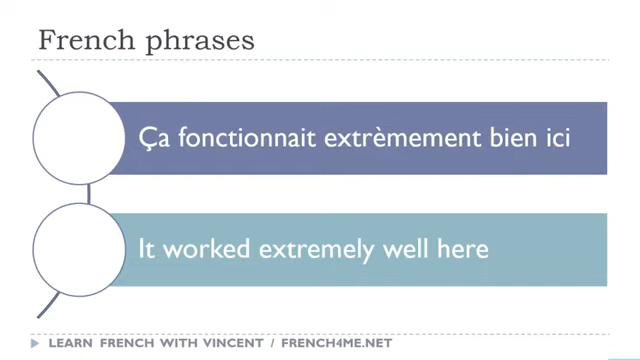 French phrases
Ça fonctionnait extrèmement bien ici
It worked extremely well here
LEARN FRENCH WITH VINCENT / FRENCH4ME.NET